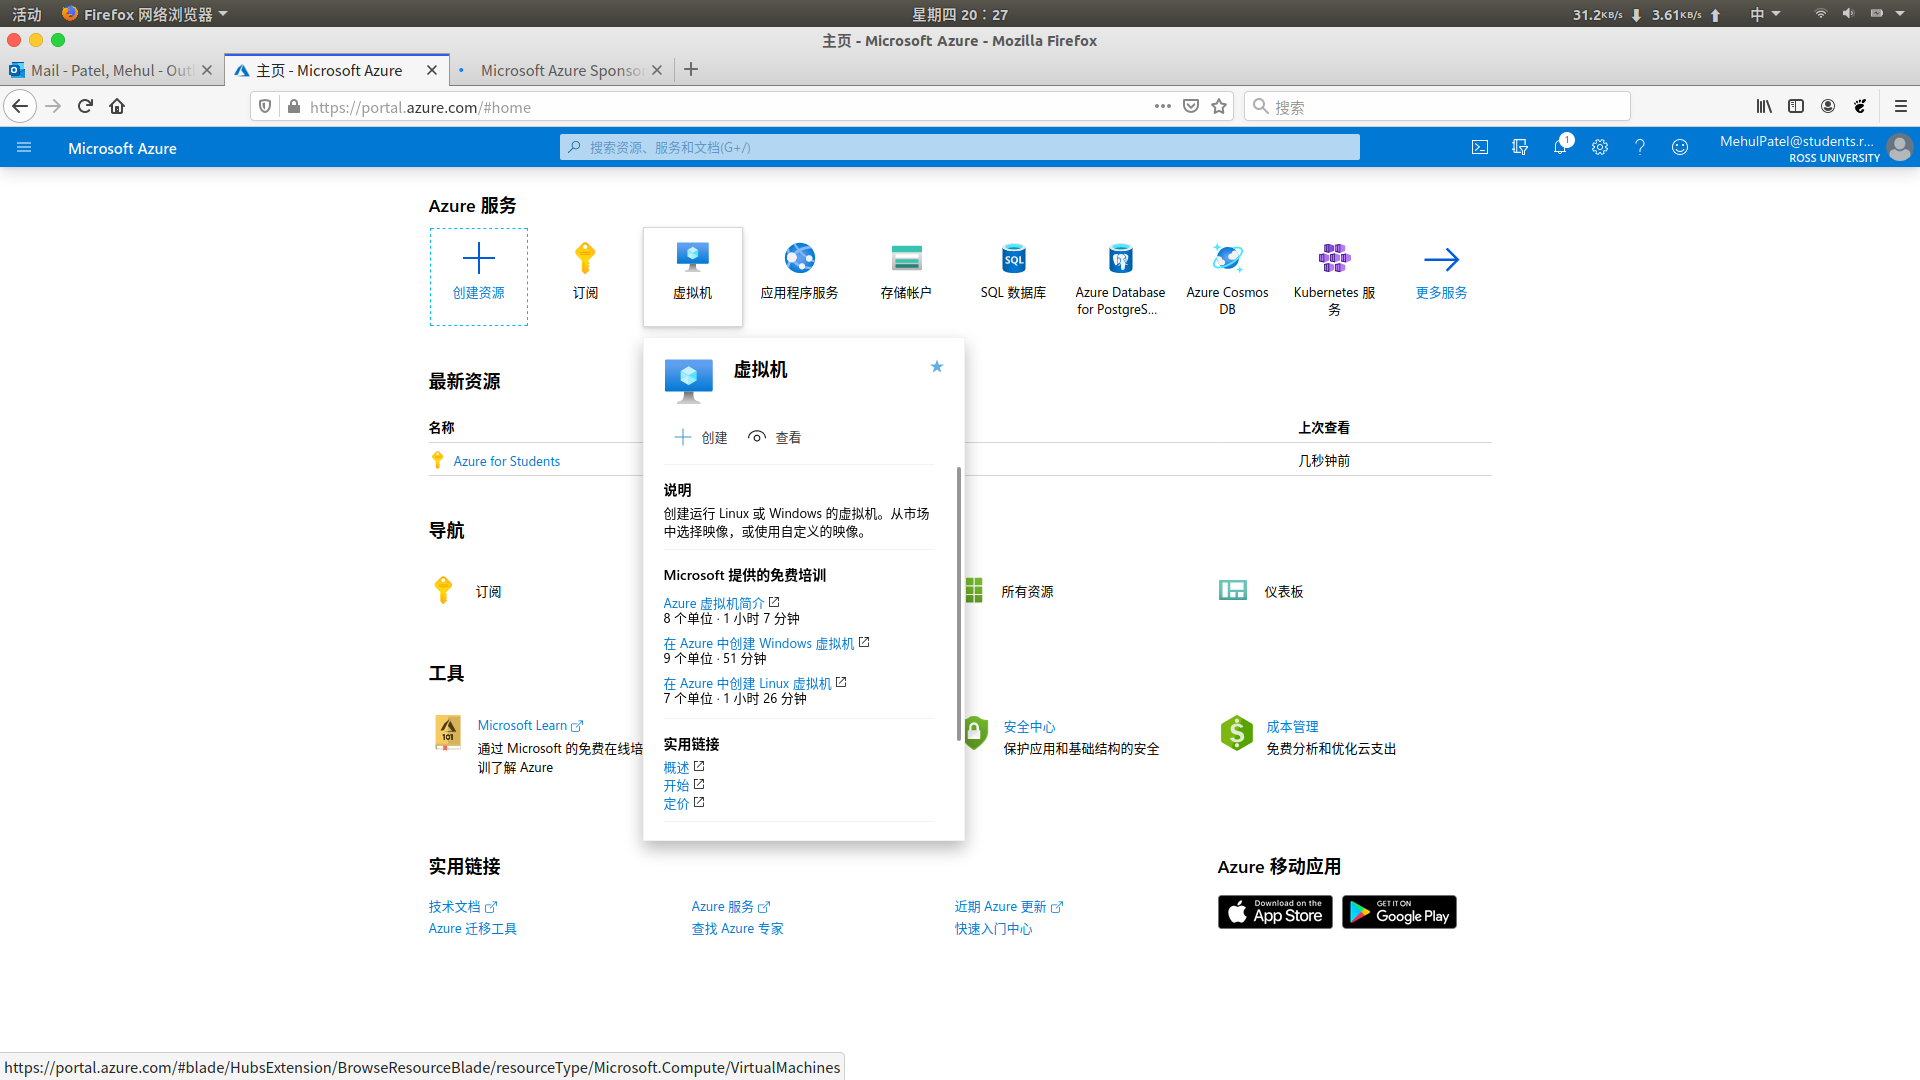 活动
Firefox 网络浏览器
星期四 20：27
31.2KB/s
3.61KB/s
中
主页 - Microsoft Azure - Mozilla Firefox
Mail - Patel, Mehul - Outl
主页 - Microsoft Azure
Microsoft Azure Sponsor
https://portal.azure.com/#home
搜索
Microsoft Azure
搜索资源、服务和文档(G+/)
1
MehulPatel@students.r...
ROSS UNIVERSITY
Azure 服务
创建资源
订阅
虚拟机
应用程序服务
存储帐户
SQL
SQL 数据库
Azure Database
for PostgreS...
Azure Cosmos
DB
Kubernetes 服
务
更多服务
最新资源
名称
上次查看
Azure for Students
几秒钟前
虚拟机
创建
查看
说明
创建运行 Linux 或 Windows 的虚拟机。从市场
中选择映像，或使用自定义的映像。
Microsoft 提供的免费培训
Azure 虚拟机简介
8 个单位 · 1 小时 7 分钟
在 Azure 中创建 Windows 虚拟机
9 个单位 · 51 分钟
在 Azure 中创建 Linux 虚拟机
7 个单位 · 1 小时 26 分钟
实用链接
概述
开始
定价
导航
订阅
所有资源
仪表板
工具
101
Microsoft Learn
通过 Microsoft 的免费在线培
训了解 Azure
安全中心
保护应用和基础结构的安全
成本管理
免费分析和优化云支出
实用链接
技术文档
Azure 服务
近期 Azure 更新
Azure 迁移工具
查找 Azure 专家
快速入门中心
Azure 移动应用
Download on the
App Store
GET IT ON
Google Play
https://portal.azure.com/#blade/HubsExtension/BrowseResourceBlade/resourceType/Microsoft.Compute/VirtualMachines